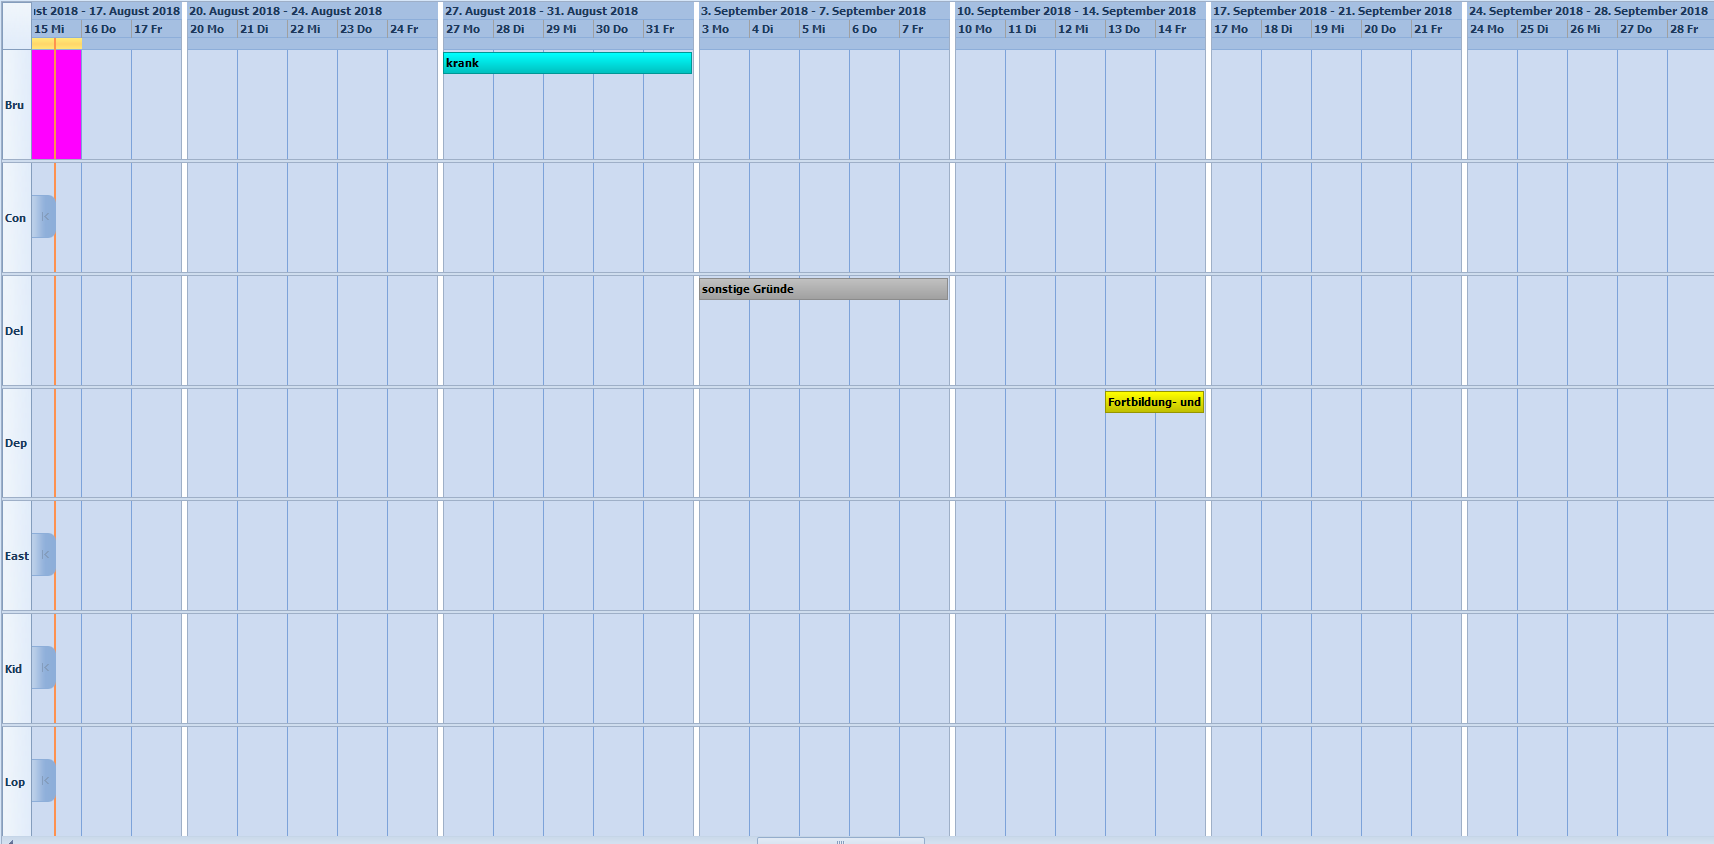 ust 2018 - 17. August 2018 20. August 2018 - 24. August 2018 27. August 2018 - 31. August 2018 3. September 2018 - 7. September 2018 10. September 2018 - 14. September 2018 17. September 2018 - 21. September 2018 24. September 2018 - 28. September 2018
15 Mi 16 Do 17 Fr 20 Mo 21 Di 22 Mi 23 Do 24 Fr 27 Mo 28 Di 29 Mi 30 Do 31 Fr 3 Mo 4 Di 5 Mi 6 Do 7 Fr 10 Mo 11 Di 12 Mi 13 Do 14 Fr 17 Mo 18 Di 19 Mi 20 Do 21 Fr 24 Mo 25 Di 26 Mi 27 Do 28 Fr
krank
Bru
Con
sonstige Gründe
Del
Fortbildung- und
Dep
East
Kid
Lop